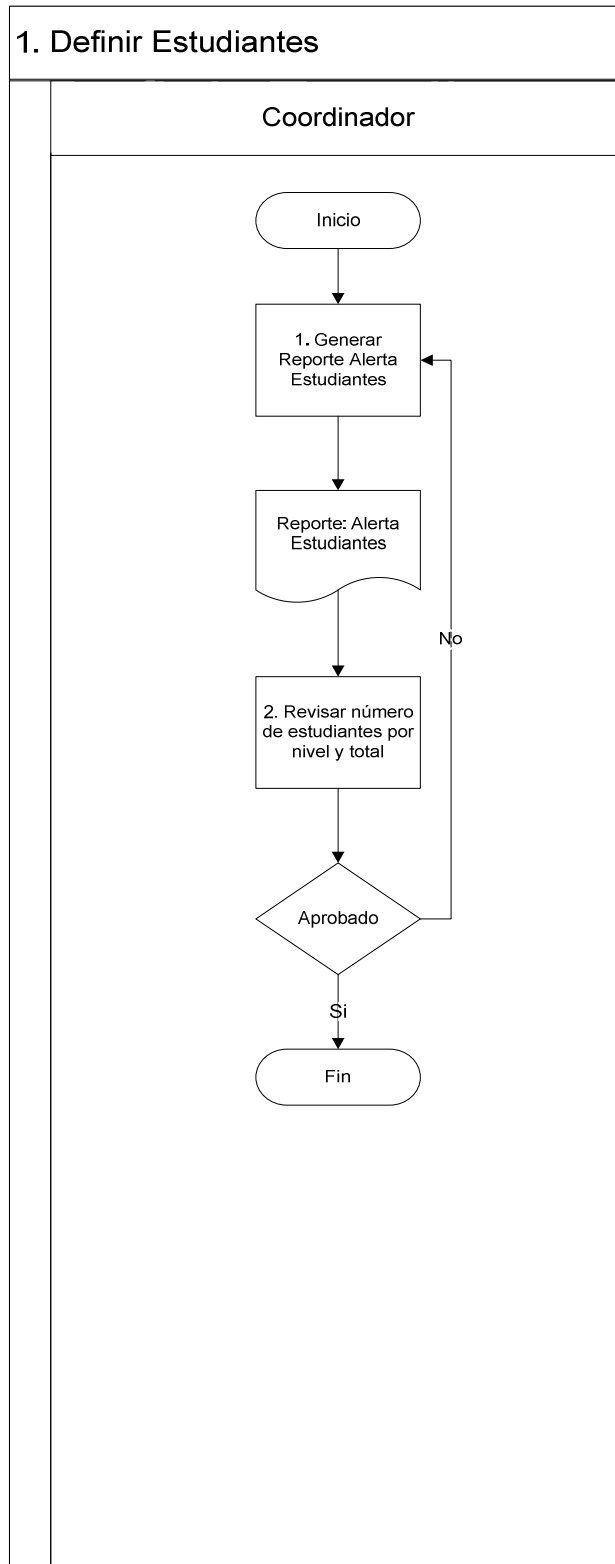 1. Definir Estudiantes
Coordinador
Inicio
1. Generar
Reporte Alerta
Estudiantes
Reporte: Alerta
Estudiantes
No
2. Revisar número
de estudiantes por
nivel y total
Aprobado
Si
Fin